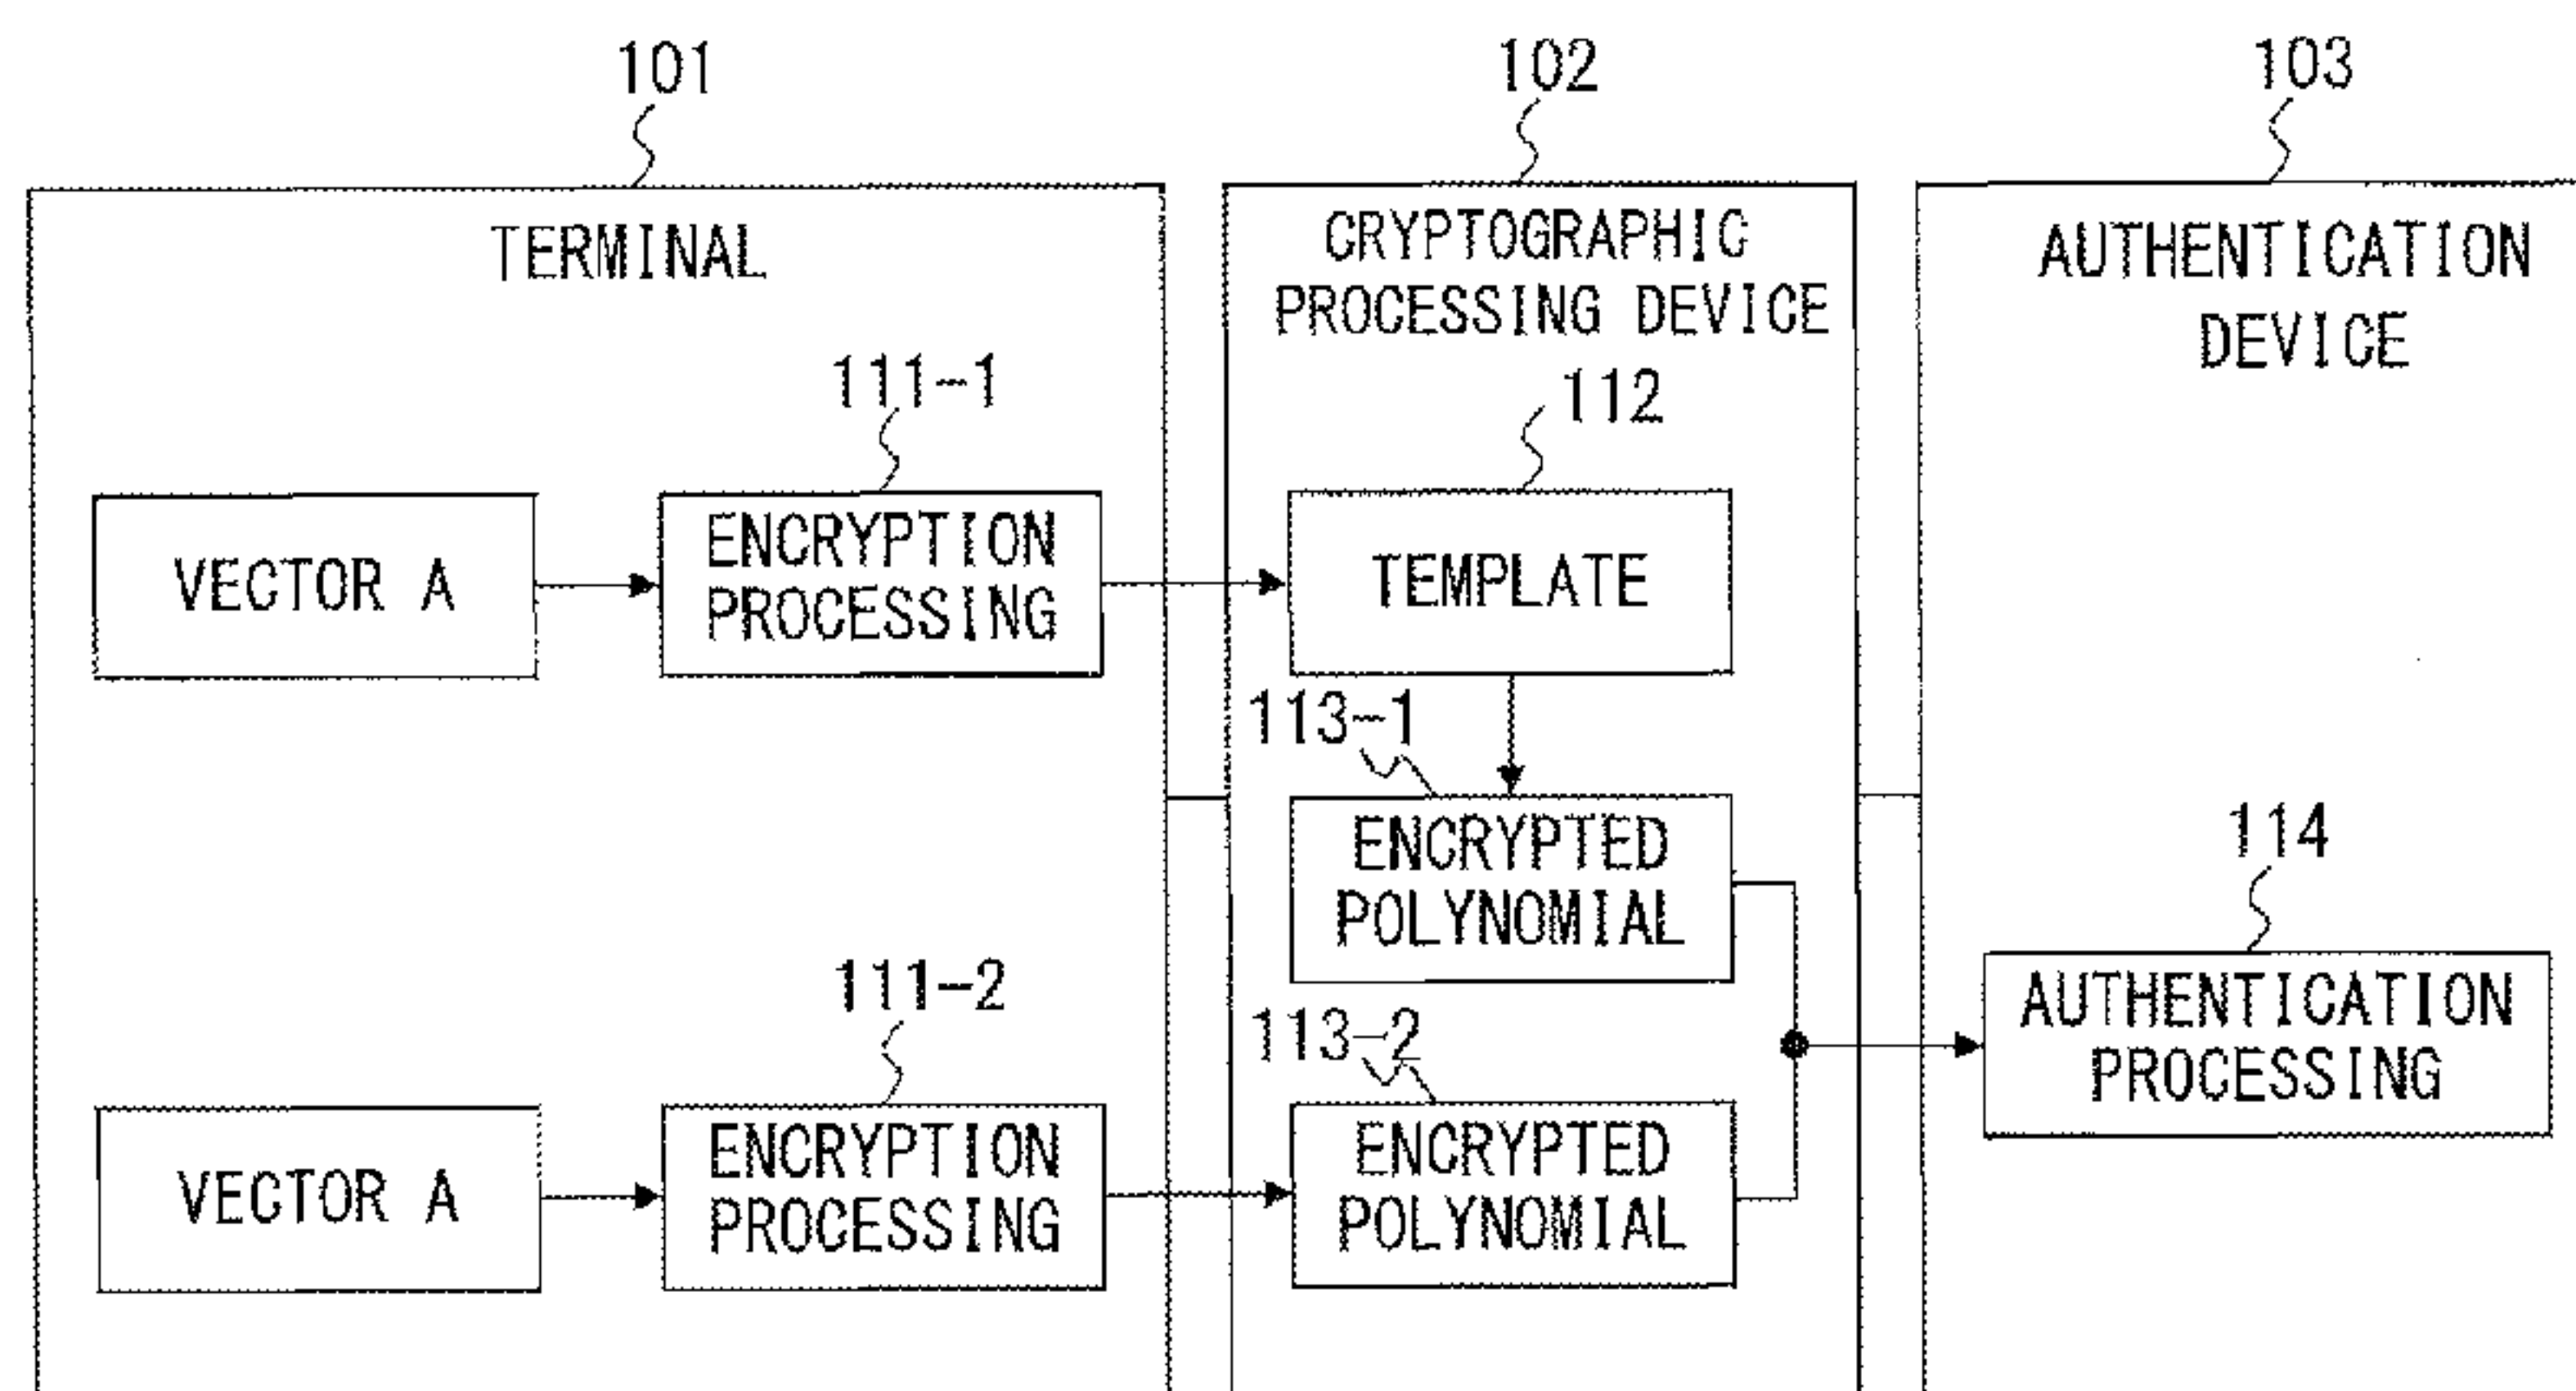 101
102
103
TERMINAL
CRYPTOGRAPHIC
PROCESSING DEVICE
AUTHENTICATION
DEVICE
111-1
112
VECTOR A
ENCRYPTION
PROCESSING
TEMPLATE
113-1
ENCRYPTED
POLYNOMIAL
114
111-2
113-2
AUTHENTICATION
PROCESSING
VECTOR A
ENCRYPTION
PROCESSING
ENCRYPTED
POLYNOMIAL